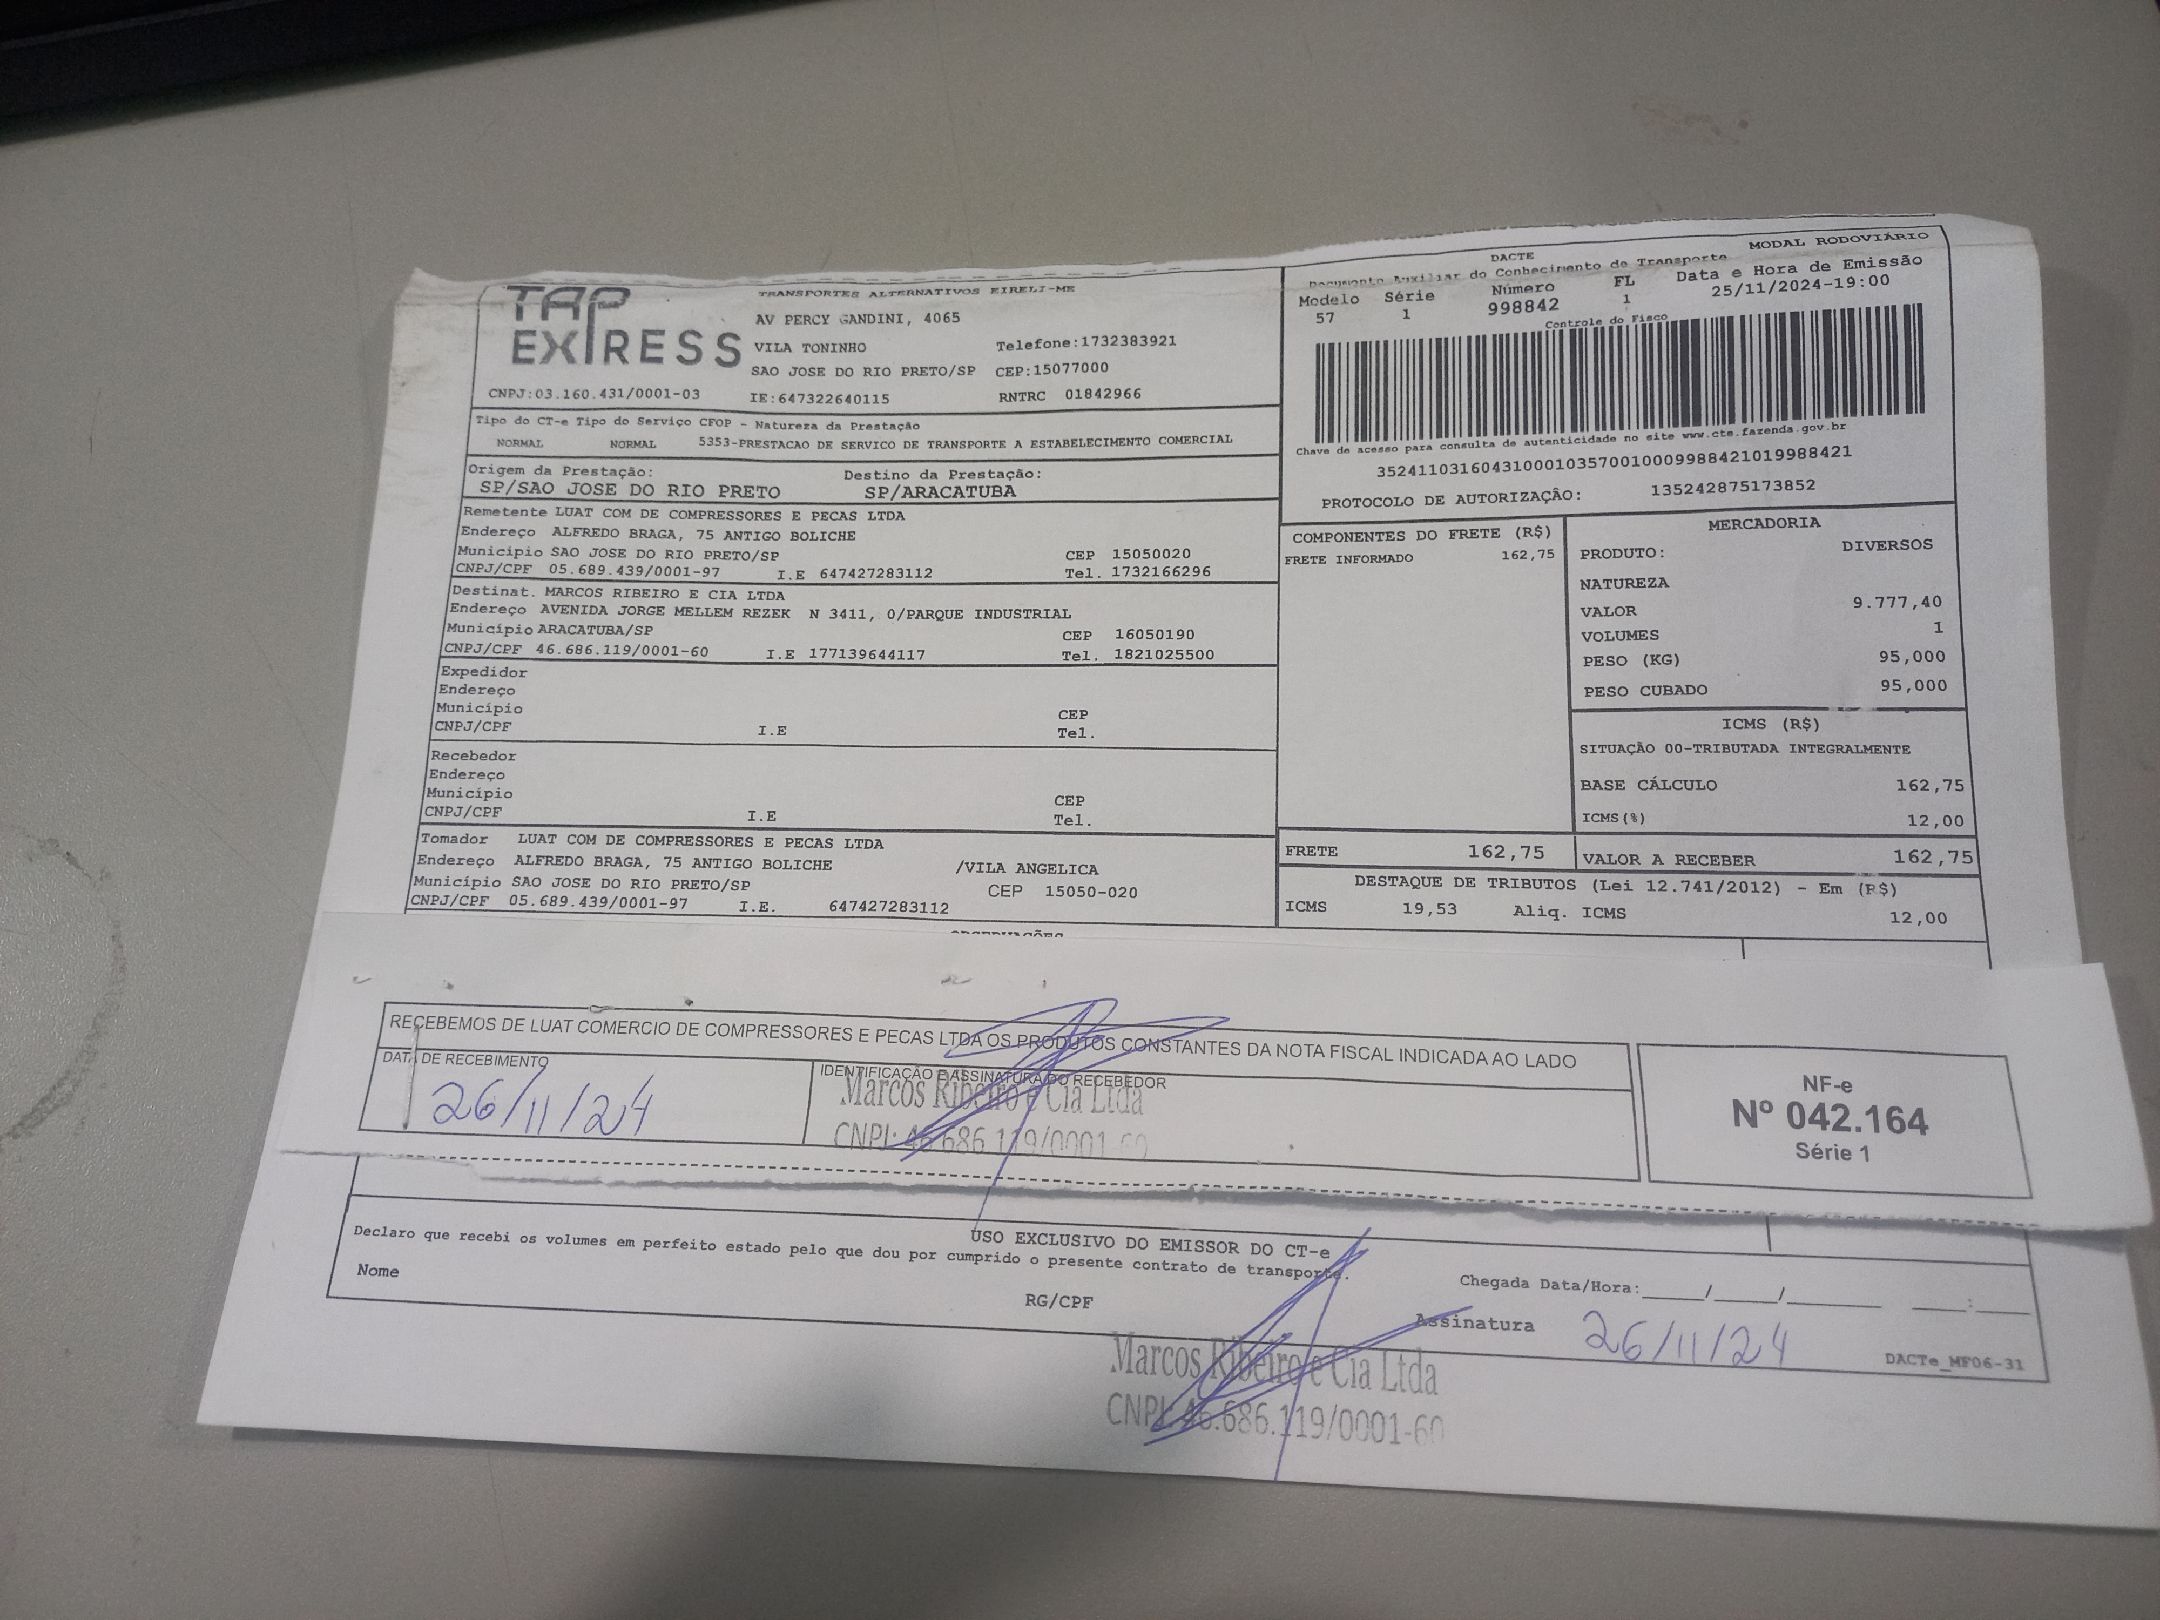 TAP
EXPRESS
TRANSPORTES ALTERNATIVOS EIRELI-ME
AV PERCY GANDINI, 4065
VILA TONINHO Telefone:1732383921
SAO JOSE DO RIO PRETO/SP CEP:15077000
CNPJ:03.160.431/0001-03 IE:647322640115 RNTRC 01842966
DACTE MODAL RODOVIÁRIO
Documento Auxiliar do Conhecimento de Transporte
Modelo Série Número FL Data e Hora de Emissão
57 1 998842 1 25/11/2024-19:00
Controle do Fisco
Chave de acesso para consulta de autenticidade no site www.cte.fazenda.gov.br
35241103160431000103570010009988421019988421
PROTOCOLO DE AUTORIZAÇÃO: 135242875173852
Tipo do CT-e Tipo do Serviço CFOP - Natureza da Prestação
NORMAL NORMAL 5353-PRESTACAO DE SERVICO DE TRANSPORTE A ESTABELECIMENTO COMERCIAL
Origem da Prestação: Destino da Prestação:
SP/SAO JOSE DO RIO PRETO SP/ARACATUBA
Remetente LUAT COM DE COMPRESSORES E PECAS LTDA
Endereço ALFREDO BRAGA, 75 ANTIGO BOLICHE
Município SAO JOSE DO RIO PRETO/SP CEP 15050020
CNPJ/CPF 05.689.439/0001-97 I.E 647427283112 Tel. 1732166296
Destinat. MARCOS RIBEIRO E CIA LTDA
Endereço AVENIDA JORGE MELLEM REZEK N 3411, 0/PARQUE INDUSTRIAL
Município ARACATUBA/SP CEP 16050190
CNPJ/CPF 46.686.119/0001-60 I.E 177139644117 Tel. 1821025500
Expedidor
Endereço
Município CEP
CNPJ/CPF I.E Tel.
Recebedor
Endereço
Município CEP
CNPJ/CPF I.E Tel.
Tomador LUAT COM DE COMPRESSORES E PECAS LTDA
Endereço ALFREDO BRAGA, 75 ANTIGO BOLICHE /VILA ANGELICA
Município SAO JOSE DO RIO PRETO/SP CEP 15050-020
CNPJ/CPF 05.689.439/0001-97 I.E. 647427283112
COMPONENTES DO FRETE (R$)
FRETE INFORMADO 162,75
MERCADORIA
PRODUTO: DIVERSOS
NATUREZA
VALOR 9.777,40
VOLUMES 1
PESO (KG) 95,000
PESO CUBADO 95,000
ICMS (R$)
SITUAÇÃO 00-TRIBUTADA INTEGRALMENTE
BASE CÁLCULO 162,75
ICMS(%) 12,00
FRETE 162,75 VALOR A RECEBER 162,75
DESTAQUE DE TRIBUTOS (Lei 12.741/2012) - Em (R$)
ICMS 19,53 Aliq. ICMS 12,00
OBSERVAÇÕES
RECEBEMOS DE LUAT COMERCIO DE COMPRESSORES E PECAS LTDA OS PRODUTOS CONSTANTES DA NOTA FISCAL INDICADA AO LADO
DATA DE RECEBIMENTO IDENTIFICAÇÃO E ASSINATURA DO RECEBEDOR
26/11/24
Marcos Ribeiro e Cia Ltda
CNPJ: 46.686.119/0001-60
NF-e
Nº 042.164
Série 1
USO EXCLUSIVO DO EMISSOR DO CT-e
Declaro que recebi os volumes em perfeito estado pelo que dou por cumprido o presente contrato de transporte.
Nome RG/CPF Chegada Data/Hora:____/____/______ ___:___
Assinatura 26/11/24
DACTe_MF06-31
Marcos Ribeiro e Cia Ltda
CNPJ: 46.686.119/0001-60